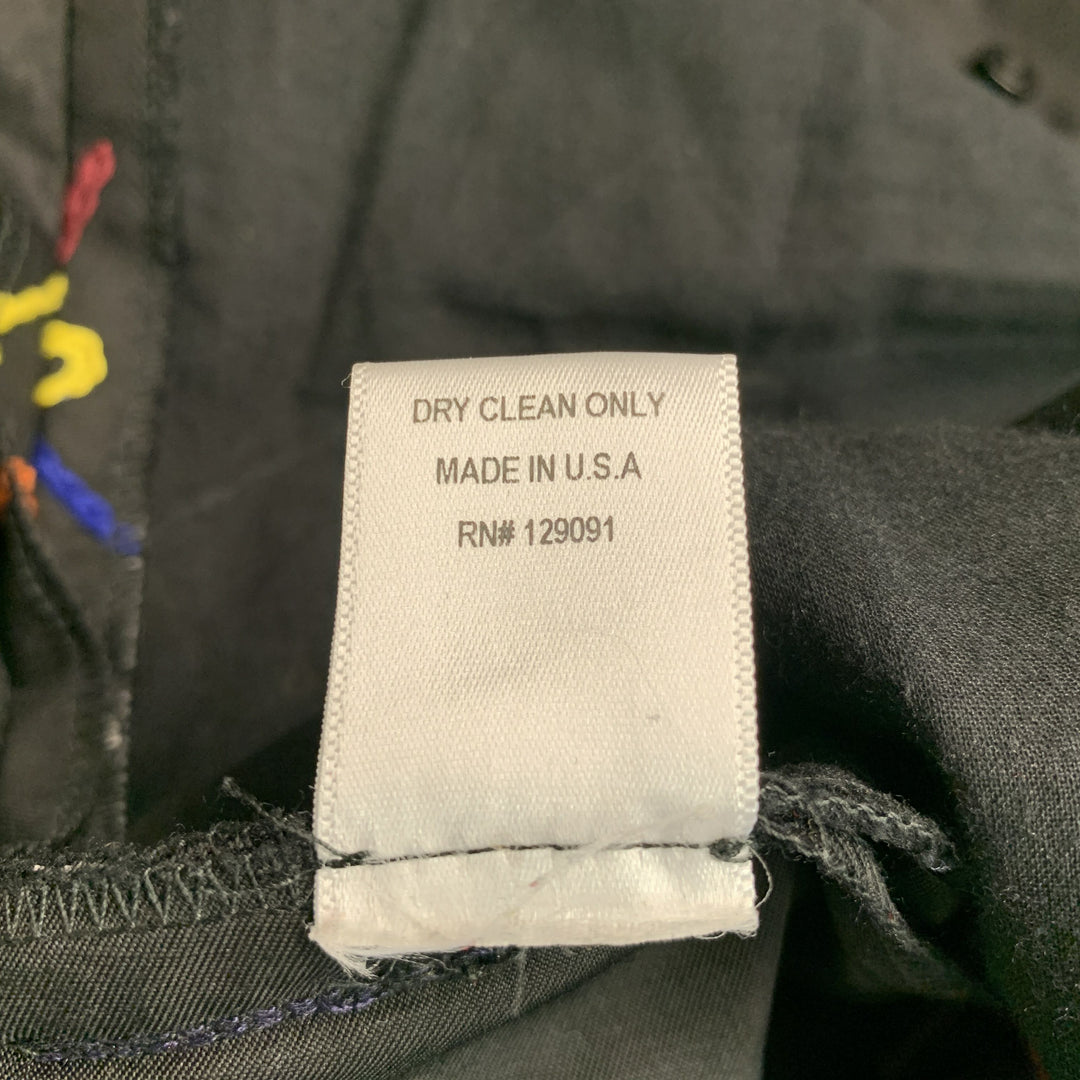 DRY CLEAN ONLY
MADE IN U.S.A
RN# 129091